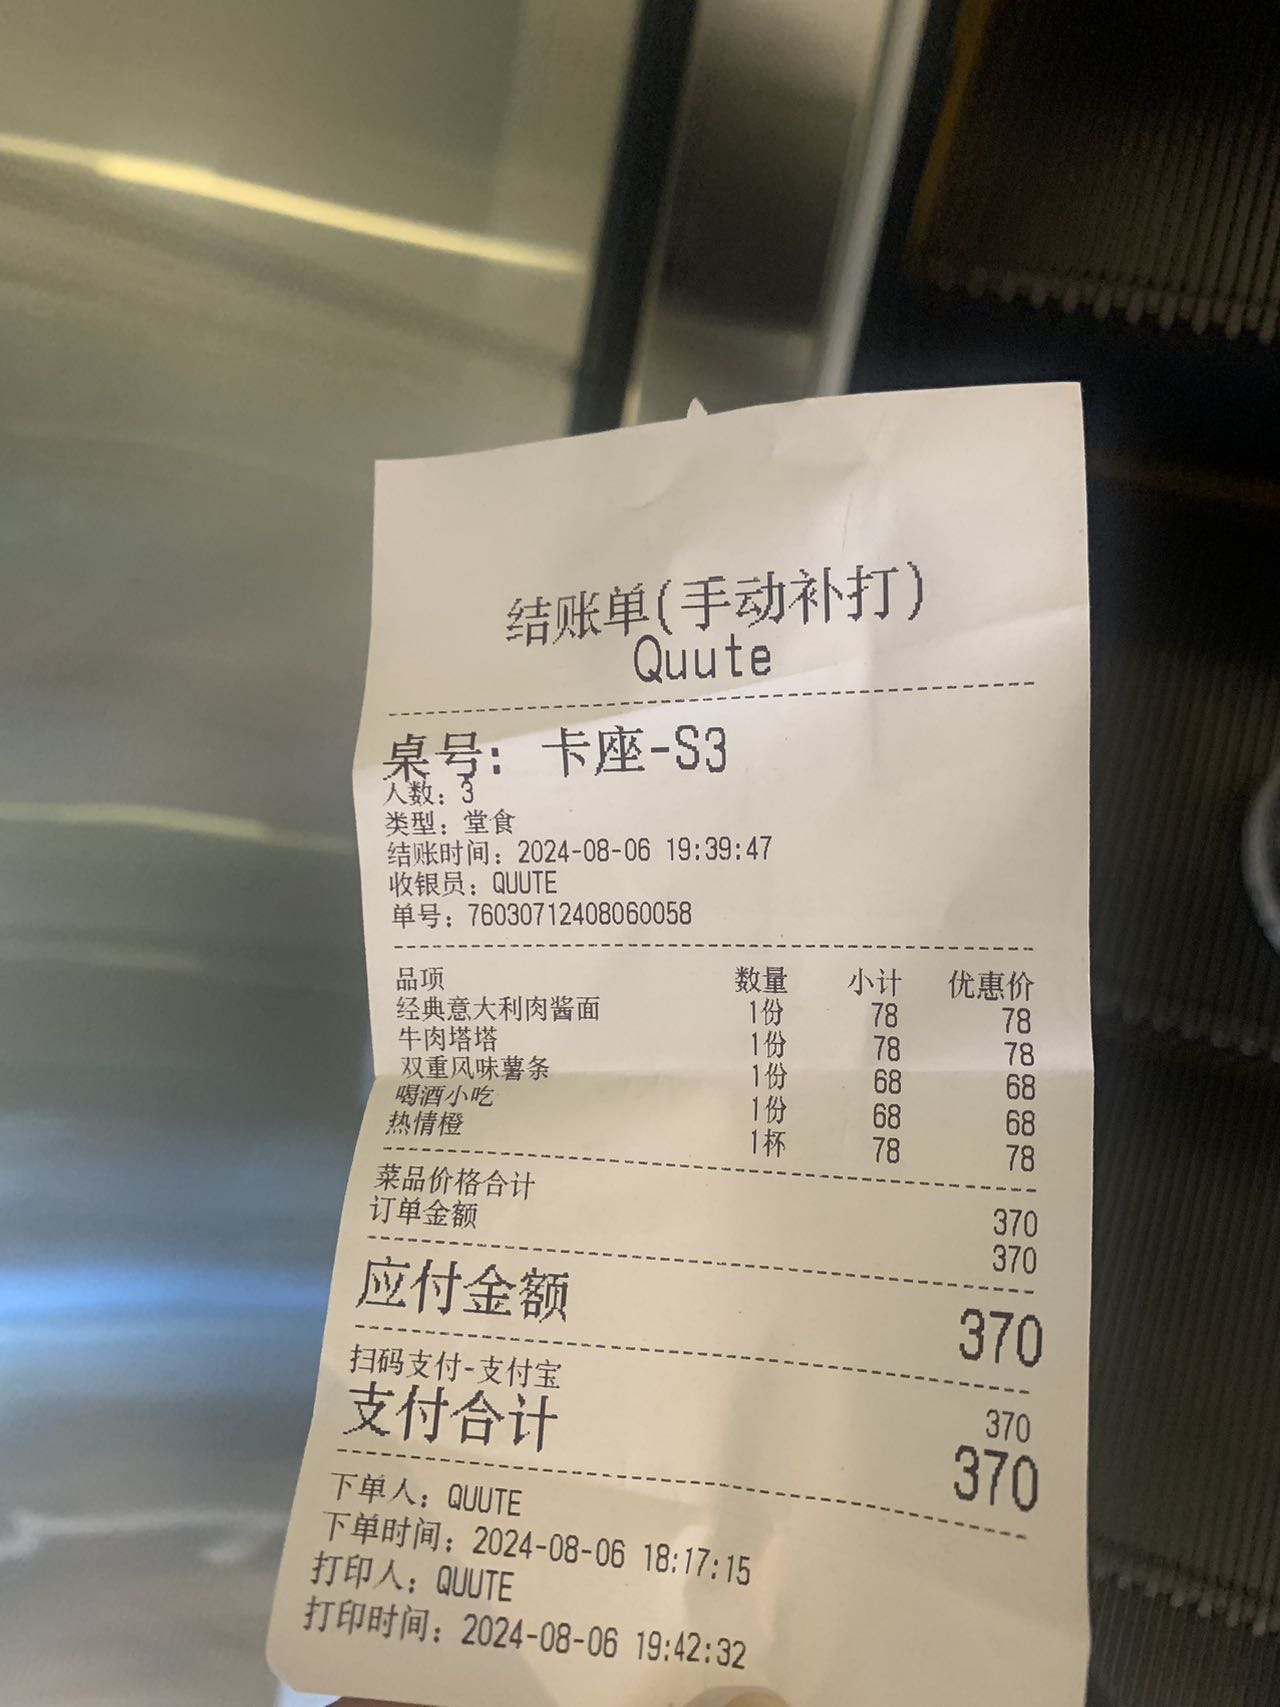 结账单(手动补打)
Quute
桌号: 卡座-S3
人数: 3
类型: 堂食
结账时间: 2024-08-06 19:39:47
收银员: QUUTE
单号: 76030712408060058
品项 数量 小计 优惠价
经典意大利肉酱面 1份 78 78
牛肉塔塔 1份 78 78
双重风味薯条 1份 68 68
喝酒小吃 1份 68 68
热情橙 1杯 78 78
菜品价格合计 370
订单金额 370
应付金额 370
扫码支付-支付宝 370
支付合计 370
下单人: QUUTE
下单时间: 2024-08-06 18:17:15
打印人: QUUTE
打印时间: 2024-08-06 19:42:32